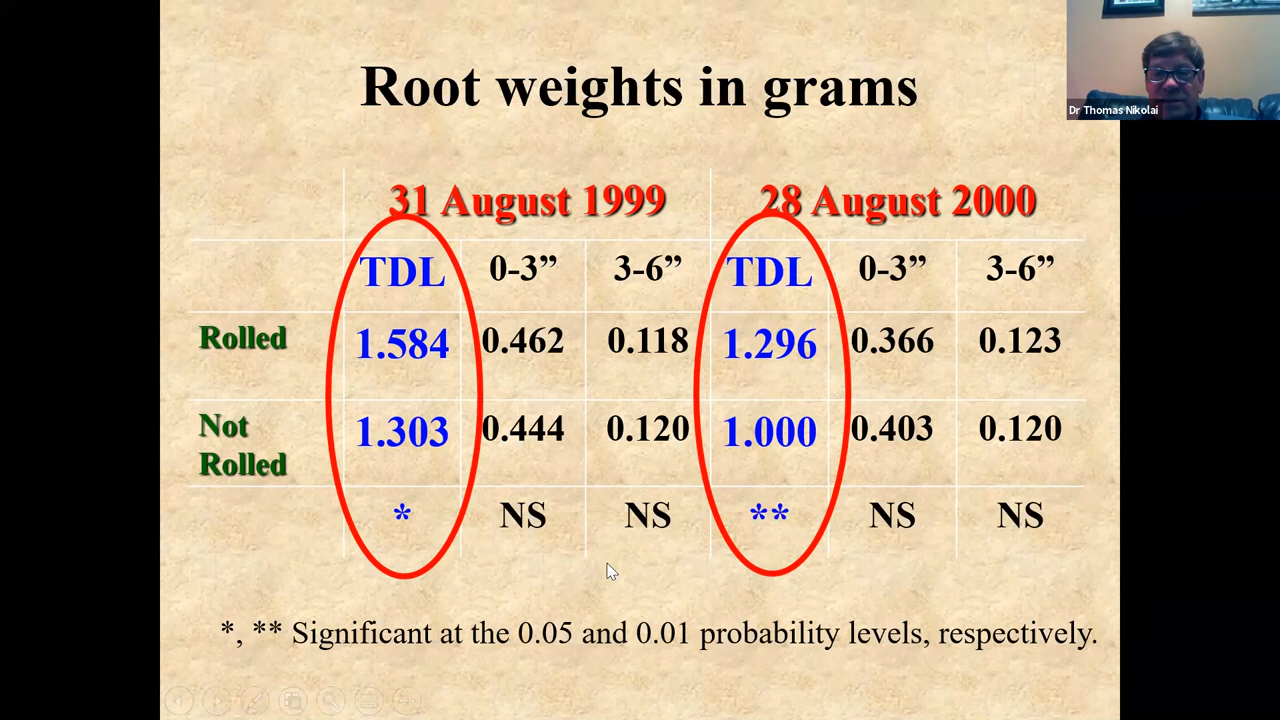 Root weights in grams
Dr Thomas Nikolai
31 August 1999 28 August 2000
TDL 0-3” 3-6” TDL 0-3” 3-6”
Rolled 1.584 0.462 0.118 1.296 0.366 0.123
Not
Rolled 1.303 0.444 0.120 1.000 0.403 0.120
* NS NS ** NS NS
*, ** Significant at the 0.05 and 0.01 probability levels, respectively.